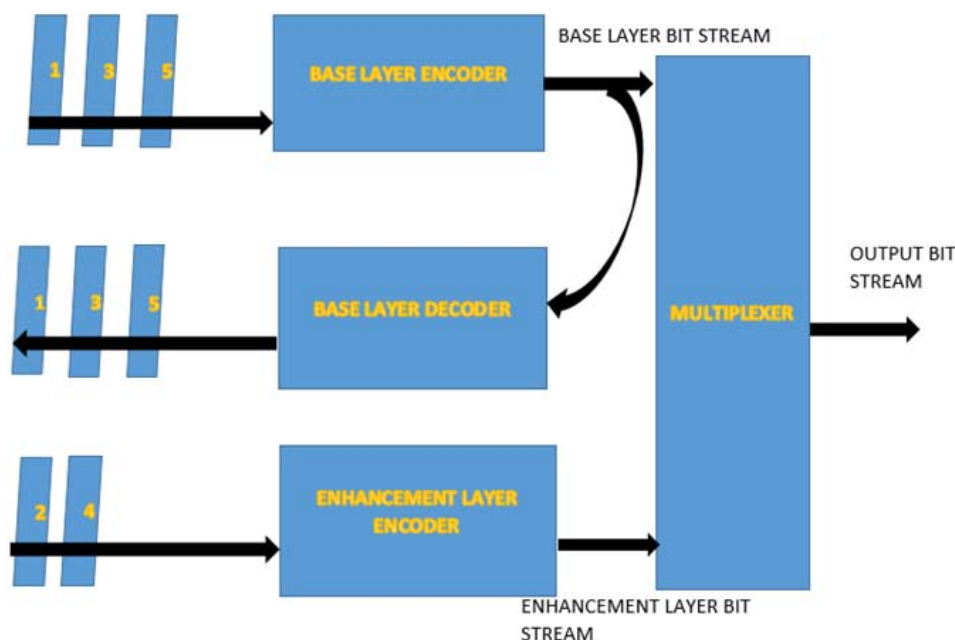 BASE LAYER BIT STREAM
1 3 5
BASE LAYER ENCODER
1 3 5
BASE LAYER DECODER
MULTIPLEXER
OUTPUT BIT
STREAM
2 4
ENHANCEMENT LAYER
ENCODER
ENHANCEMENT LAYER BIT
STREAM